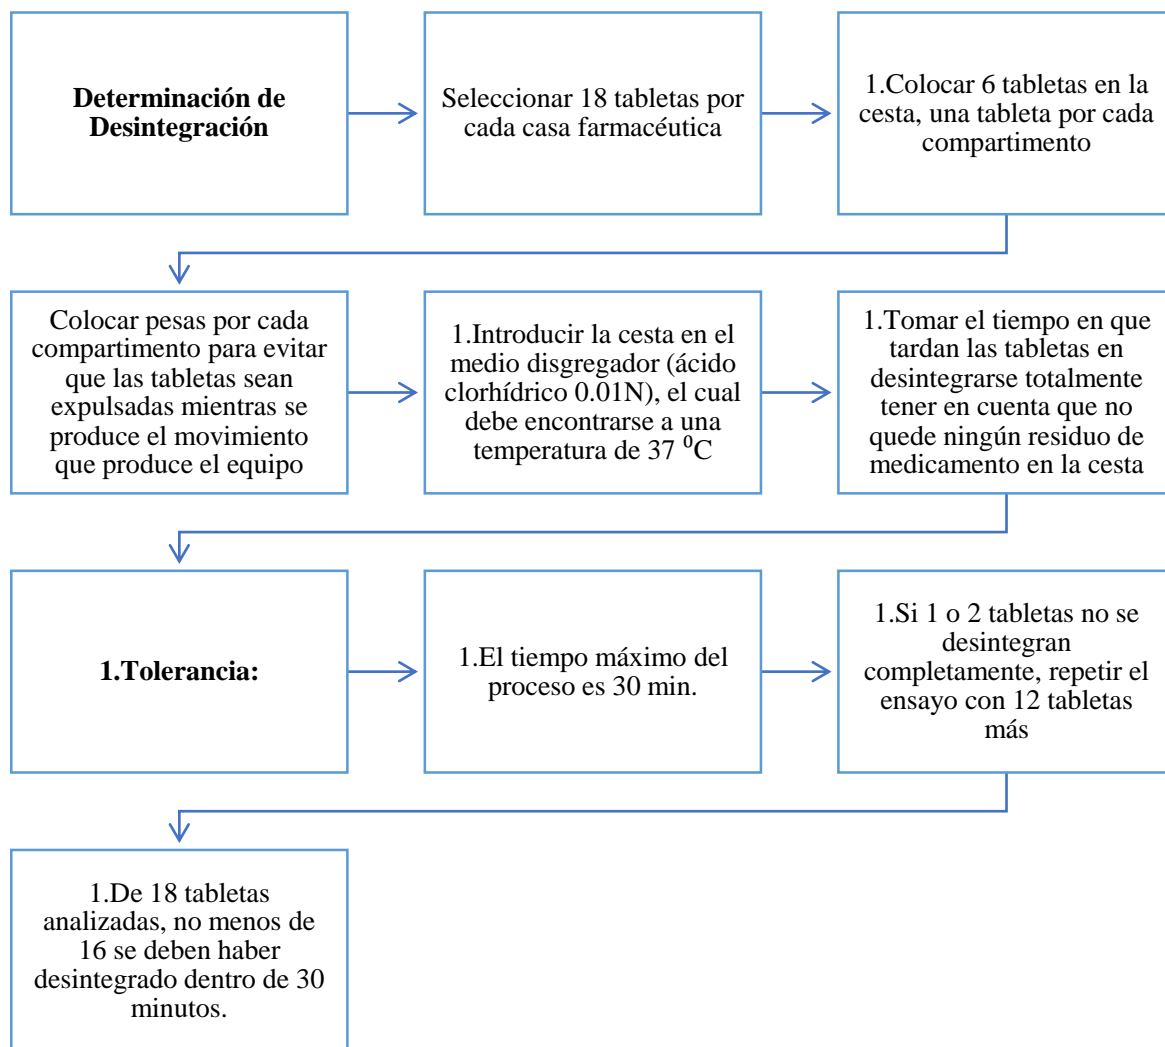 Determinación de
Desintegración
Seleccionar 18 tabletas por
cada casa farmacéutica
1.Colocar 6 tabletas en la
cesta, una tableta por cada
compartimento
Colocar pesas por cada
compartimento para evitar
que las tabletas sean
expulsadas mientras se
produce el movimiento
que produce el equipo
1.Introducir la cesta en el
medio disgregador (ácido
clorhídrico 0.01N), el cual
debe encontrarse a una
temperatura de 37 ⁰C
1.Tomar el tiempo en que
tardan las tabletas en
desintegrarse totalmente
tener en cuenta que no
quede ningún residuo de
medicamento en la cesta
1.Tolerancia:
1.El tiempo máximo del
proceso es 30 min.
1.Si 1 o 2 tabletas no se
desintegran
completamente, repetir el
ensayo con 12 tabletas
más
1.De 18 tabletas
analizadas, no menos de
16 se deben haber
desintegrado dentro de 30
minutos.